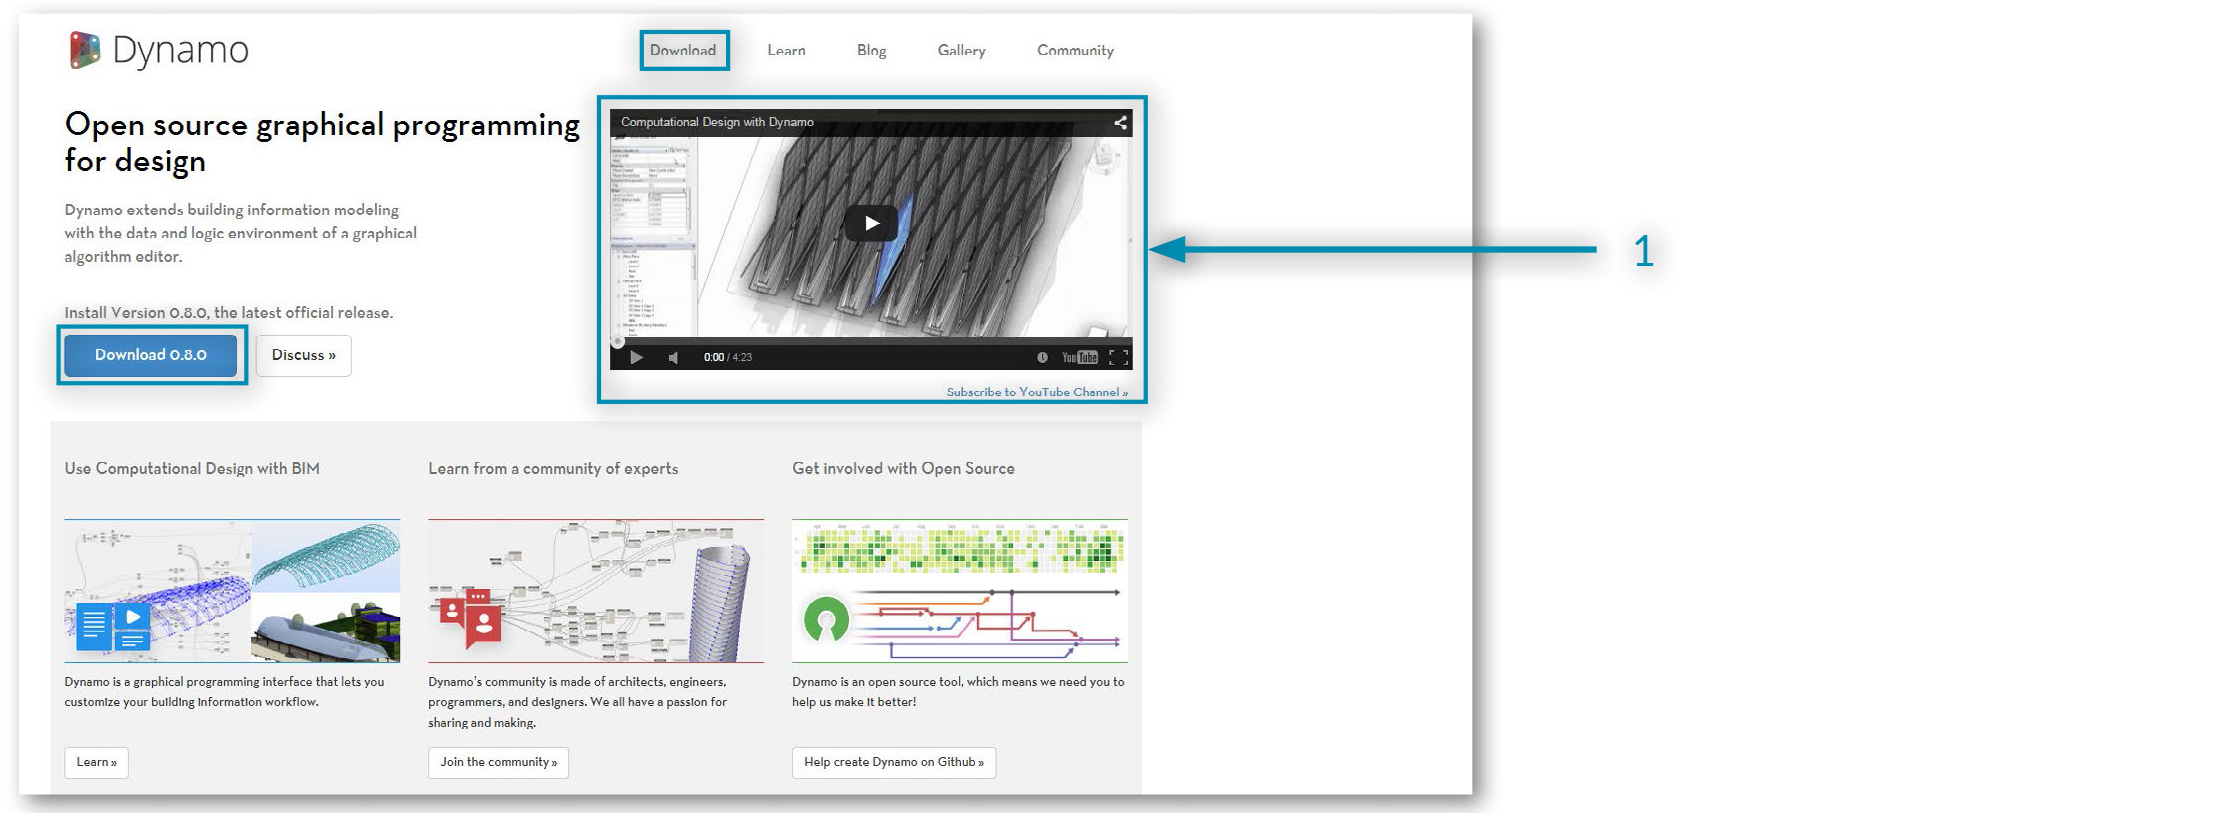 Dynamo
Download
Learn
Blog
Gallery
Community
Open source graphical programming
for design
Dynamo extends building information modeling
with the data and logic environment of a graphical
algorithm editor.
Install Version 0.8.0, the latest official release.
Download 0.8.0
Discuss »
Computational Design with Dynamo
0:00 / 4:23
YouTube
Subscribe to YouTube Channel »
1
Use Computational Design with BIM
Dynamo is a graphical programming interface that lets you
customize your building information workflow.
Learn »
Learn from a community of experts
Dynamo's community is made of architects, engineers,
programmers, and designers. We all have a passion for
sharing and making.
Join the community »
Get involved with Open Source
Dynamo is an open source tool, which means we need you to
help us make it better!
Help create Dynamo on Github »